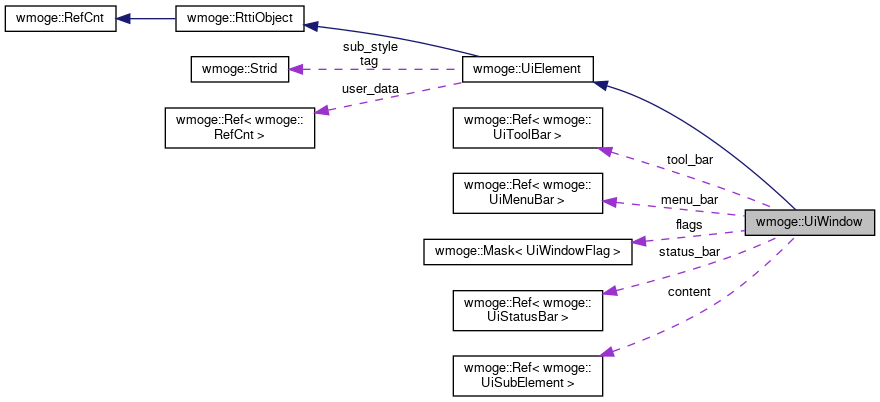 wmoge::RefCnt
wmoge::RttiObject
sub_style
tag
wmoge::Strid
wmoge::UiElement
user_data
wmoge::Ref< wmoge::
RefCnt >
wmoge::Ref< wmoge::
UiToolBar >
tool_bar
wmoge::Ref< wmoge::
UiMenuBar >
menu_bar
wmoge::UiWindow
flags
wmoge::Mask< UiWindowFlag >
status_bar
wmoge::Ref< wmoge::
UiStatusBar >
content
wmoge::Ref< wmoge::
UiSubElement >